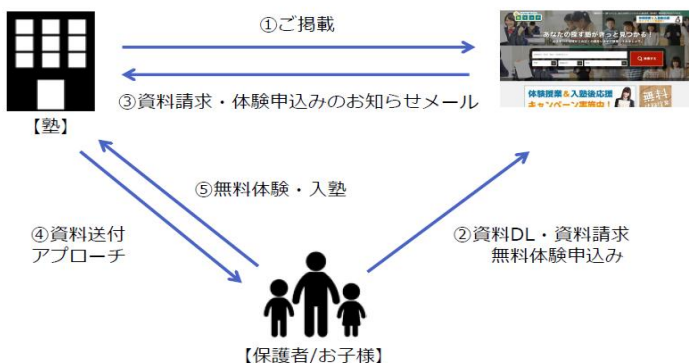 ①ご掲載
あなたの探す塾がきっと見つかる!
③資料請求・体験申込みのお知らせメール
体験授業&入塾後応援
キャンペーン実施中!
無料
【塾】
⑤無料体験・入塾
④資料送付
アプローチ
②資料DL・資料請求
無料体験申込み
【保護者/お子様】